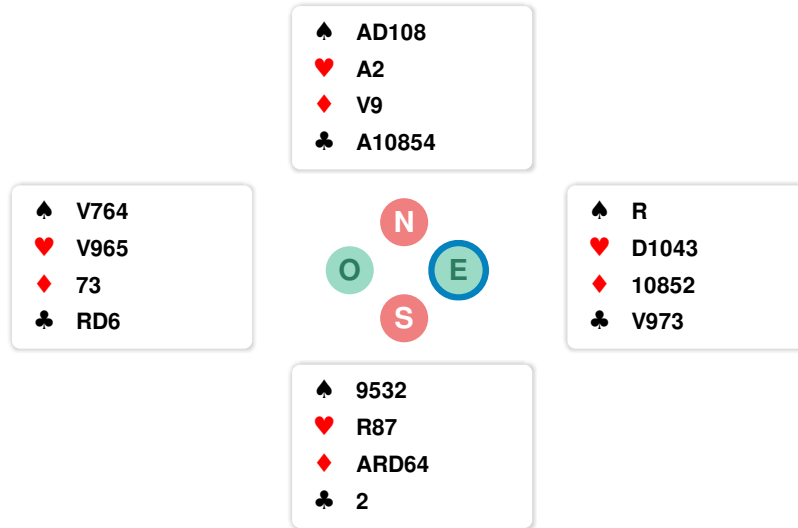 ♠ AD108
♥ A2
♦ V9
♣ A10854
♠ V764
♥ V965
♦ 73
♣ RD6
N
O E
S
♠ R
♥ D1043
♦ 10852
♣ V973
♠ 9532
♥ R87
♦ ARD64
♣ 2